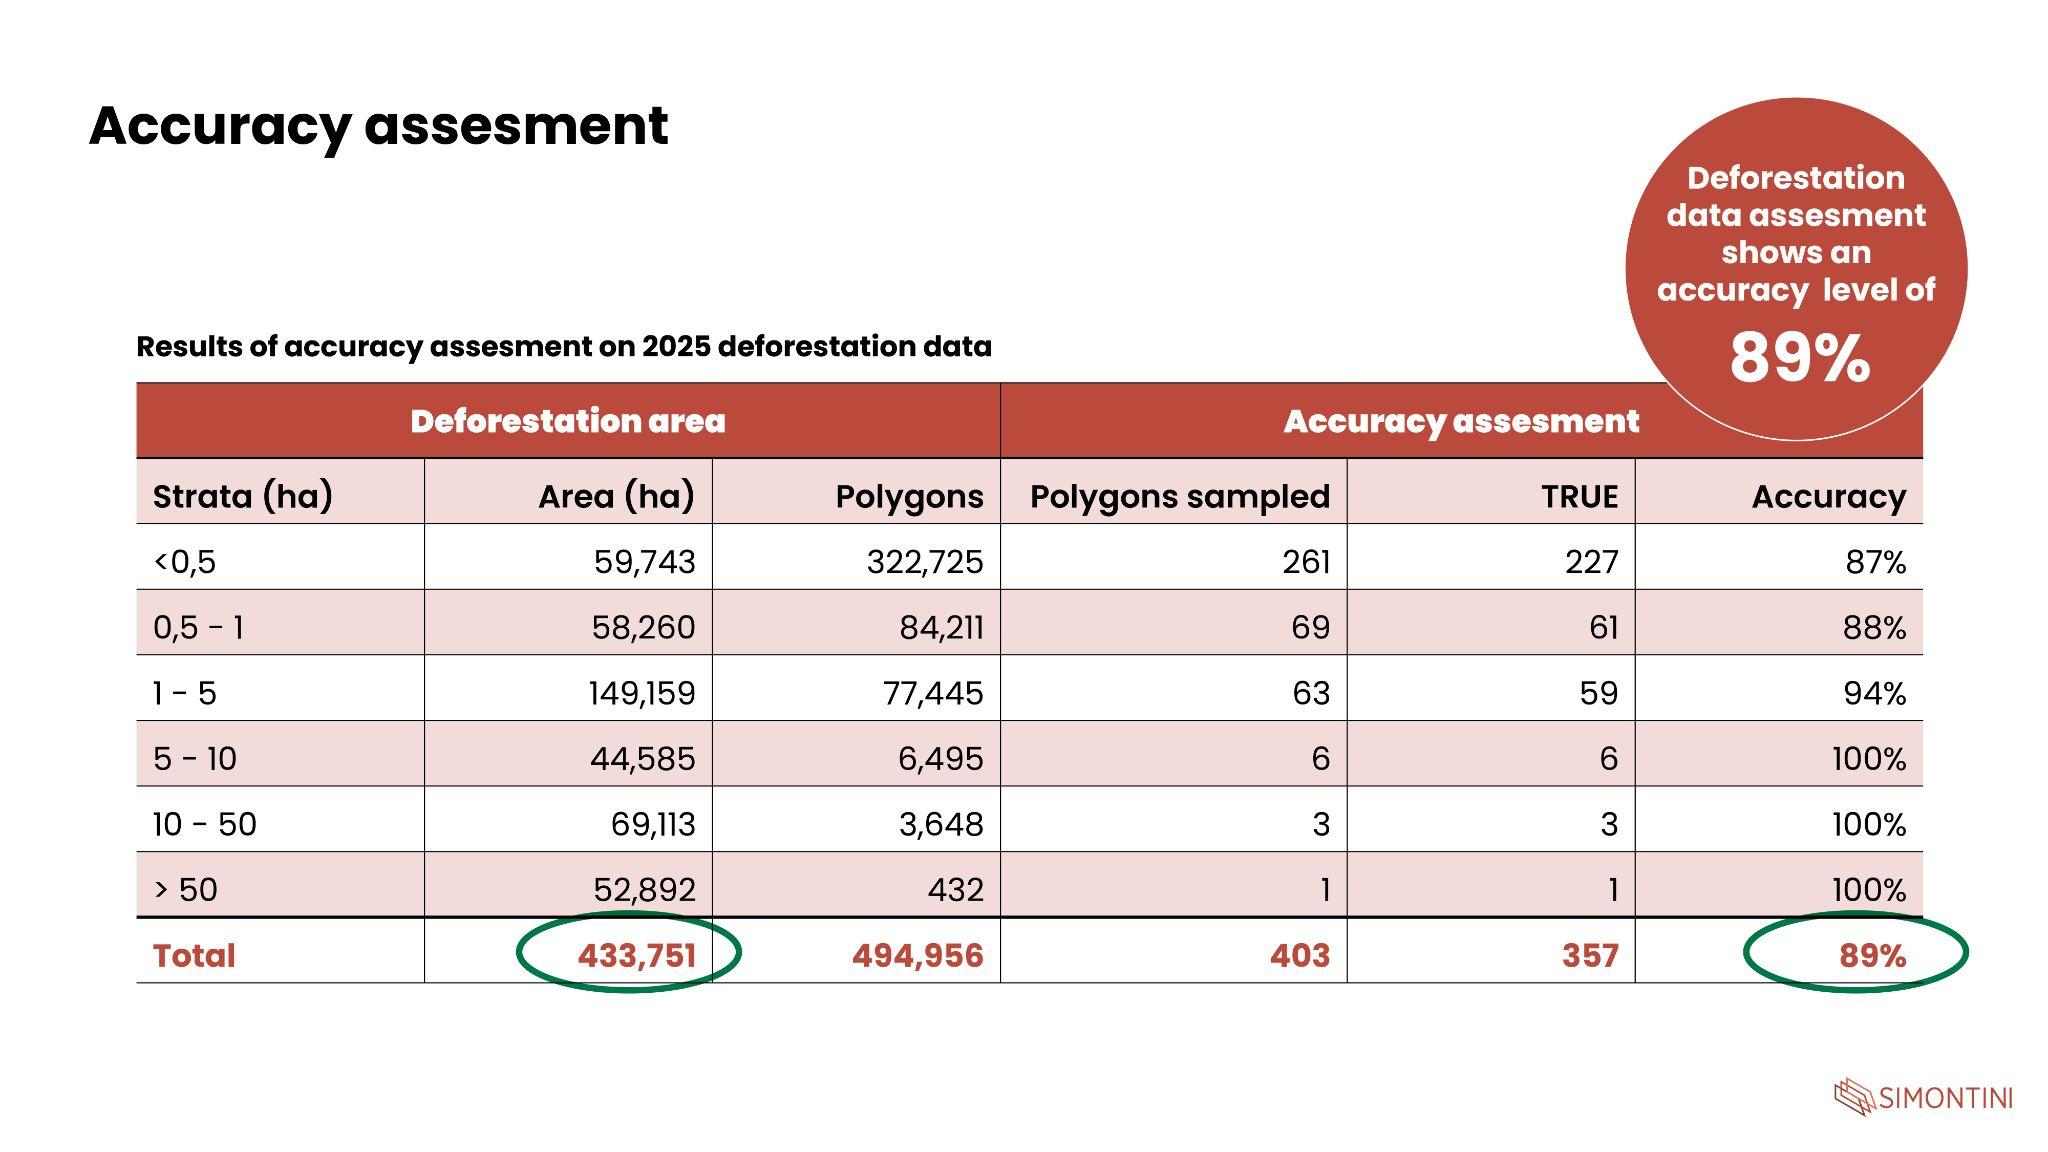 Accuracy assesment
Deforestation
data assesment
shows an
accuracy level of
89%
Results of accuracy assesment on 2025 deforestation data
Deforestation area Accuracy assesment
Strata (ha) Area (ha) Polygons Polygons sampled TRUE Accuracy
<0,5 59,743 322,725 261 227 87%
0,5 - 1 58,260 84,211 69 61 88%
1 - 5 149,159 77,445 63 59 94%
5 - 10 44,585 6,495 6 6 100%
10 - 50 69,113 3,648 3 3 100%
> 50 52,892 432 1 1 100%
Total 433,751 494,956 403 357 89%
SIMONTINI